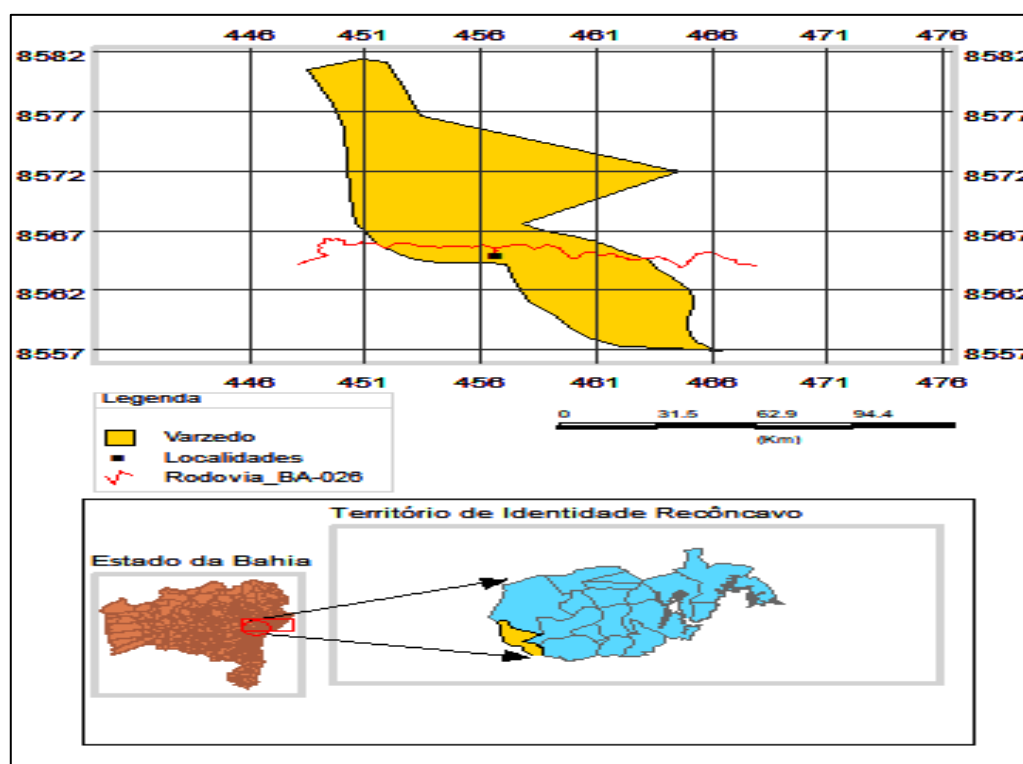 446 451 456 461 466 471 476
8582 8582
8577 8577
8572 8572
8567 8567
8562 8562
8557 8557
446 451 456 461 466 471 476
Legenda
Varzedo
Localidades
Rodovia_BA-026
0 31.5 62.9 94.4
(Km)
Território de Identidade Recôncavo
Estado da Bahia